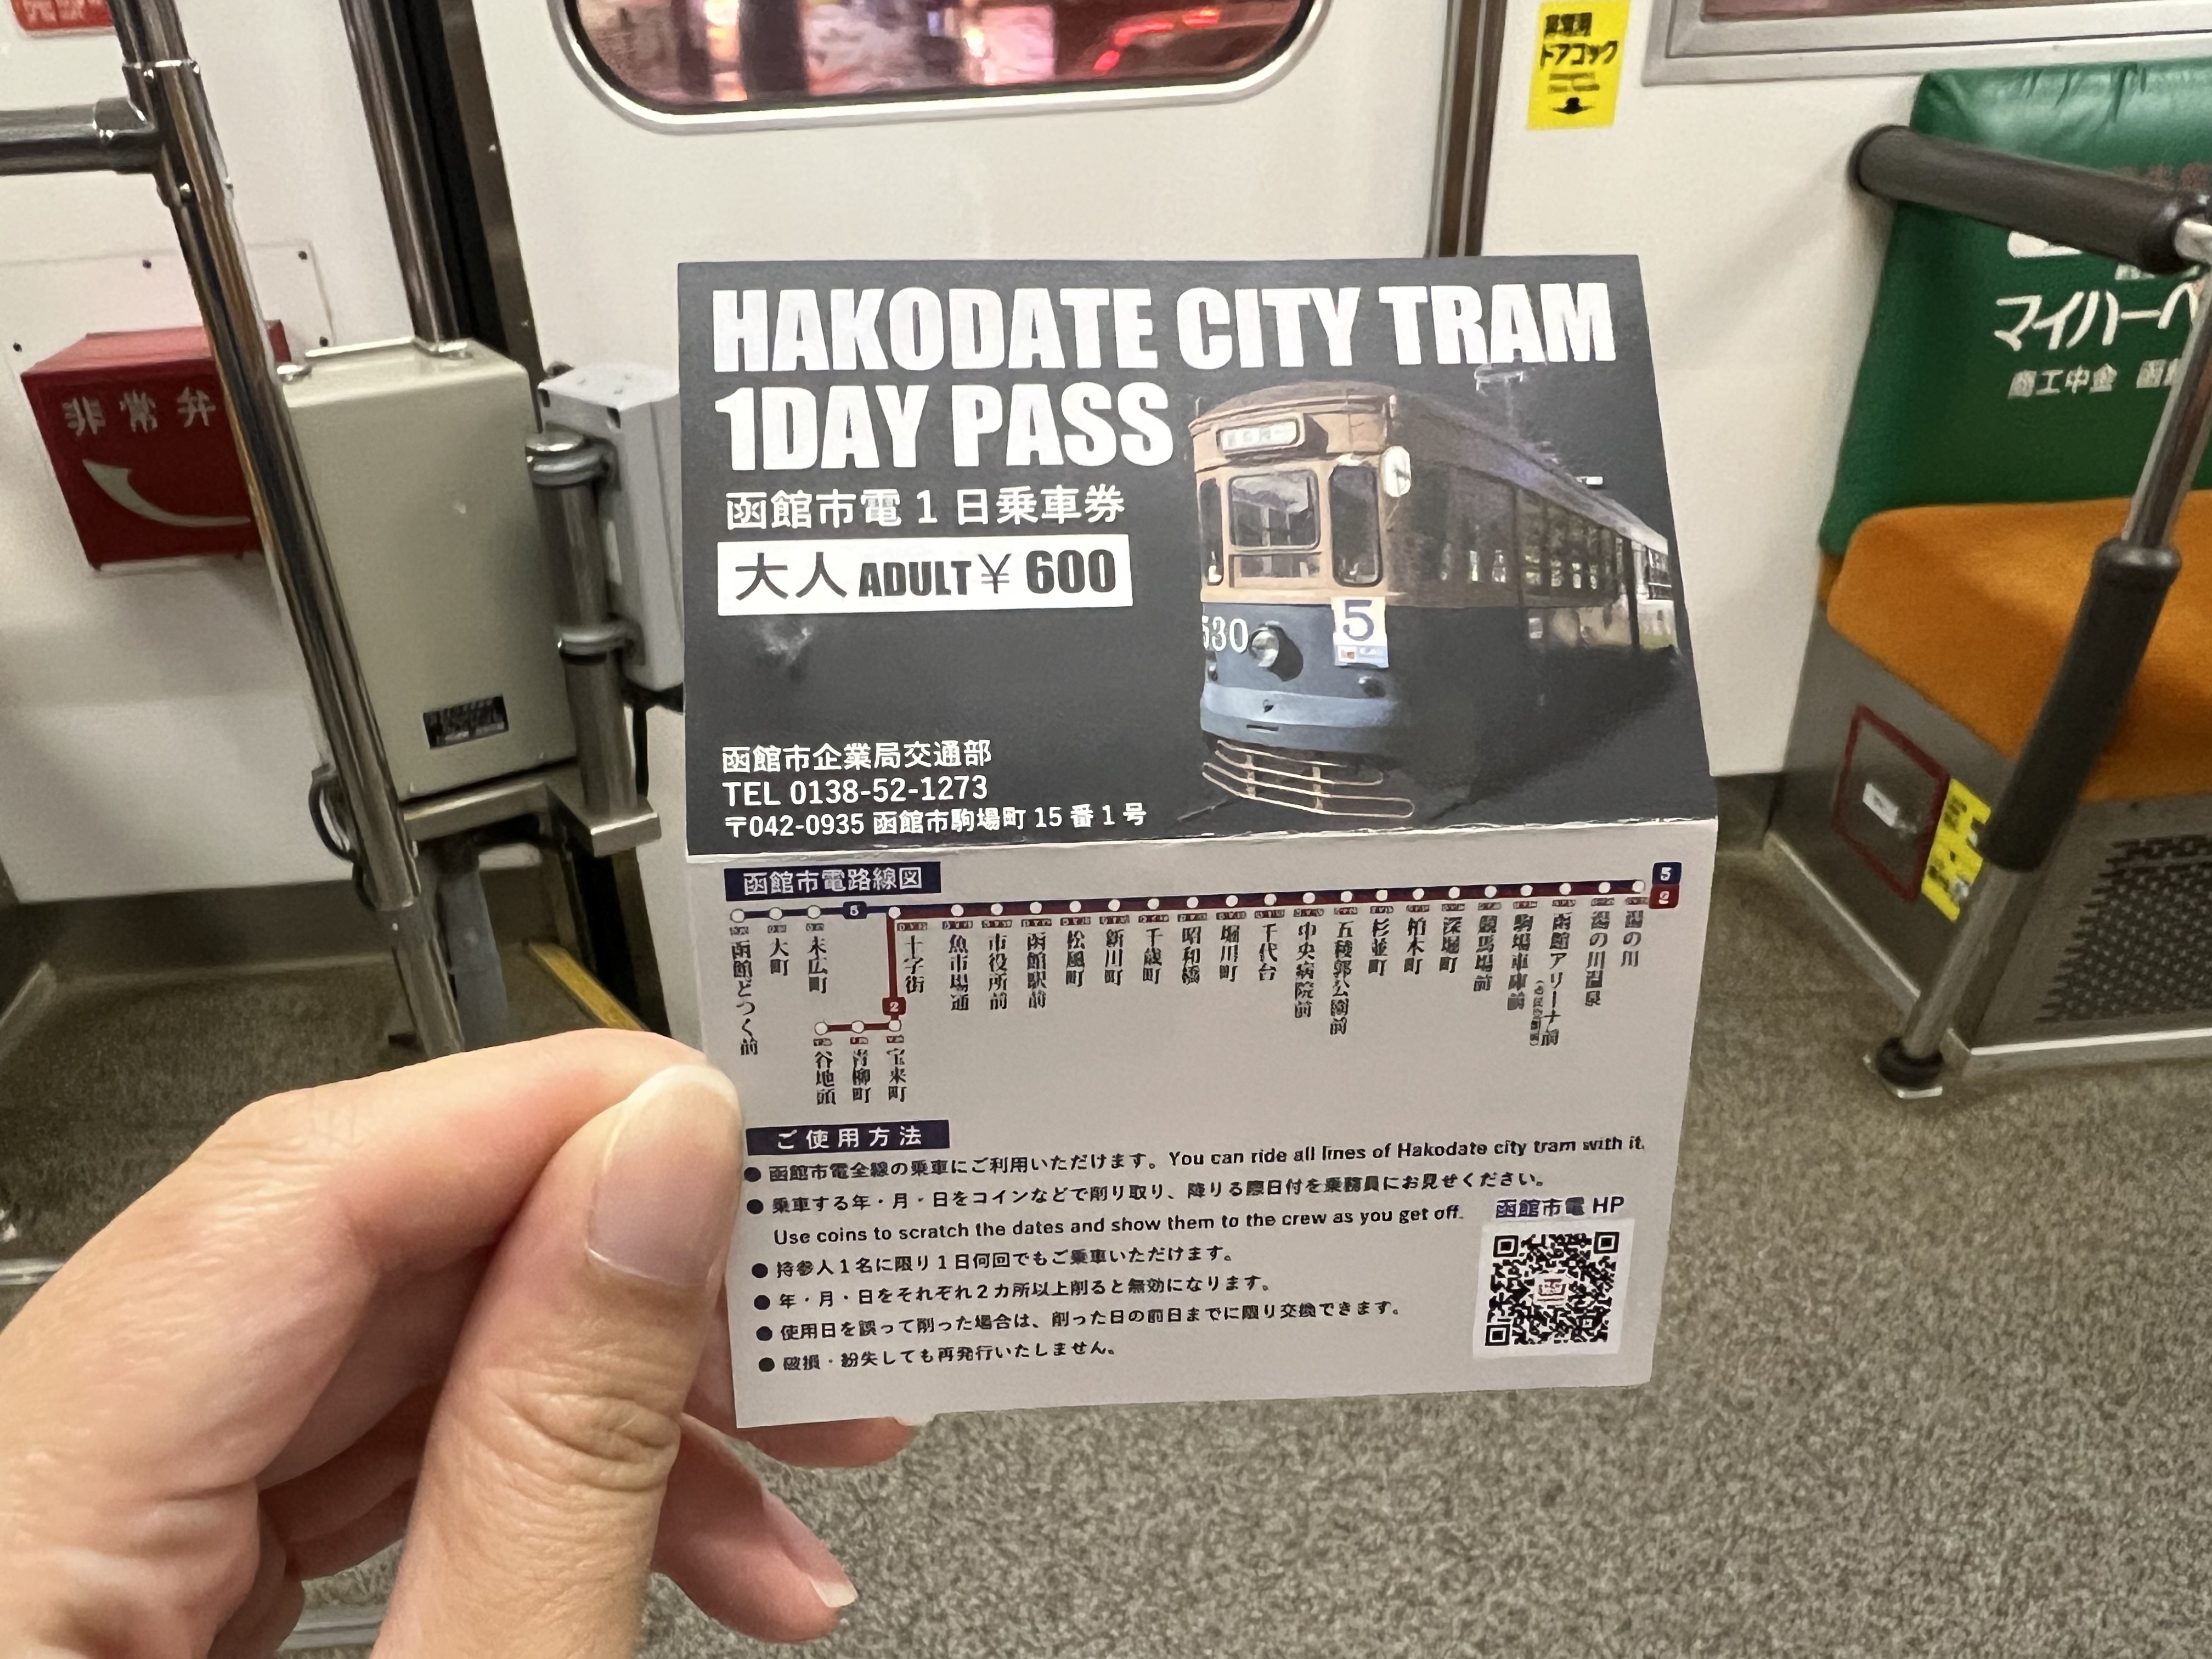 非常用
ドアコック
非常弁
マイハーベ
商工中金 函館
HAKODATE CITY TRAM
1DAY PASS
函館市電1日乗車券
大人 ADULT ¥600
530
5
函館市企業局交通部
TEL 0138-52-1273
〒042-0935 函館市駒場町15番1号
函館市電路線図
5
5
2
2
函館どつく前
大町
末広町
十字街
魚市場通
市役所前
函館駅前
松風町
新川町
千歳町
昭和橋
堀川町
千代台
中央病院前
五稜郭公園前
杉並町
柏木町
深堀町
競馬場前
駒場車庫前
函館アリーナ前
湯の川温泉
湯の川
谷地頭
青柳町
宝来町
ご使用方法
● 函館市電全線の乗車にご利用いただけます。You can ride all lines of Hakodate city tram with it.
● 乗車する年・月・日をコインなどで削り取り、降りる際日付を乗務員にお見せください。
Use coins to scratch the dates and show them to the crew as you get off.
● 持参人1名に限り1日何回でもご乗車いただけます。
● 年・月・日をそれぞれ2カ所以上削ると無効になります。
● 使用日を誤って削った場合は、削った日の前日までに限り交換できます。
● 破損・紛失しても再発行いたしません。
函館市電 HP